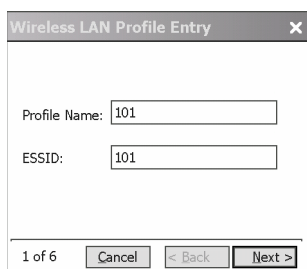 Wireless LAN Profile Entry
Profile Name: 101
ESSID: 101
1 of 6 Cancel < Back Next >